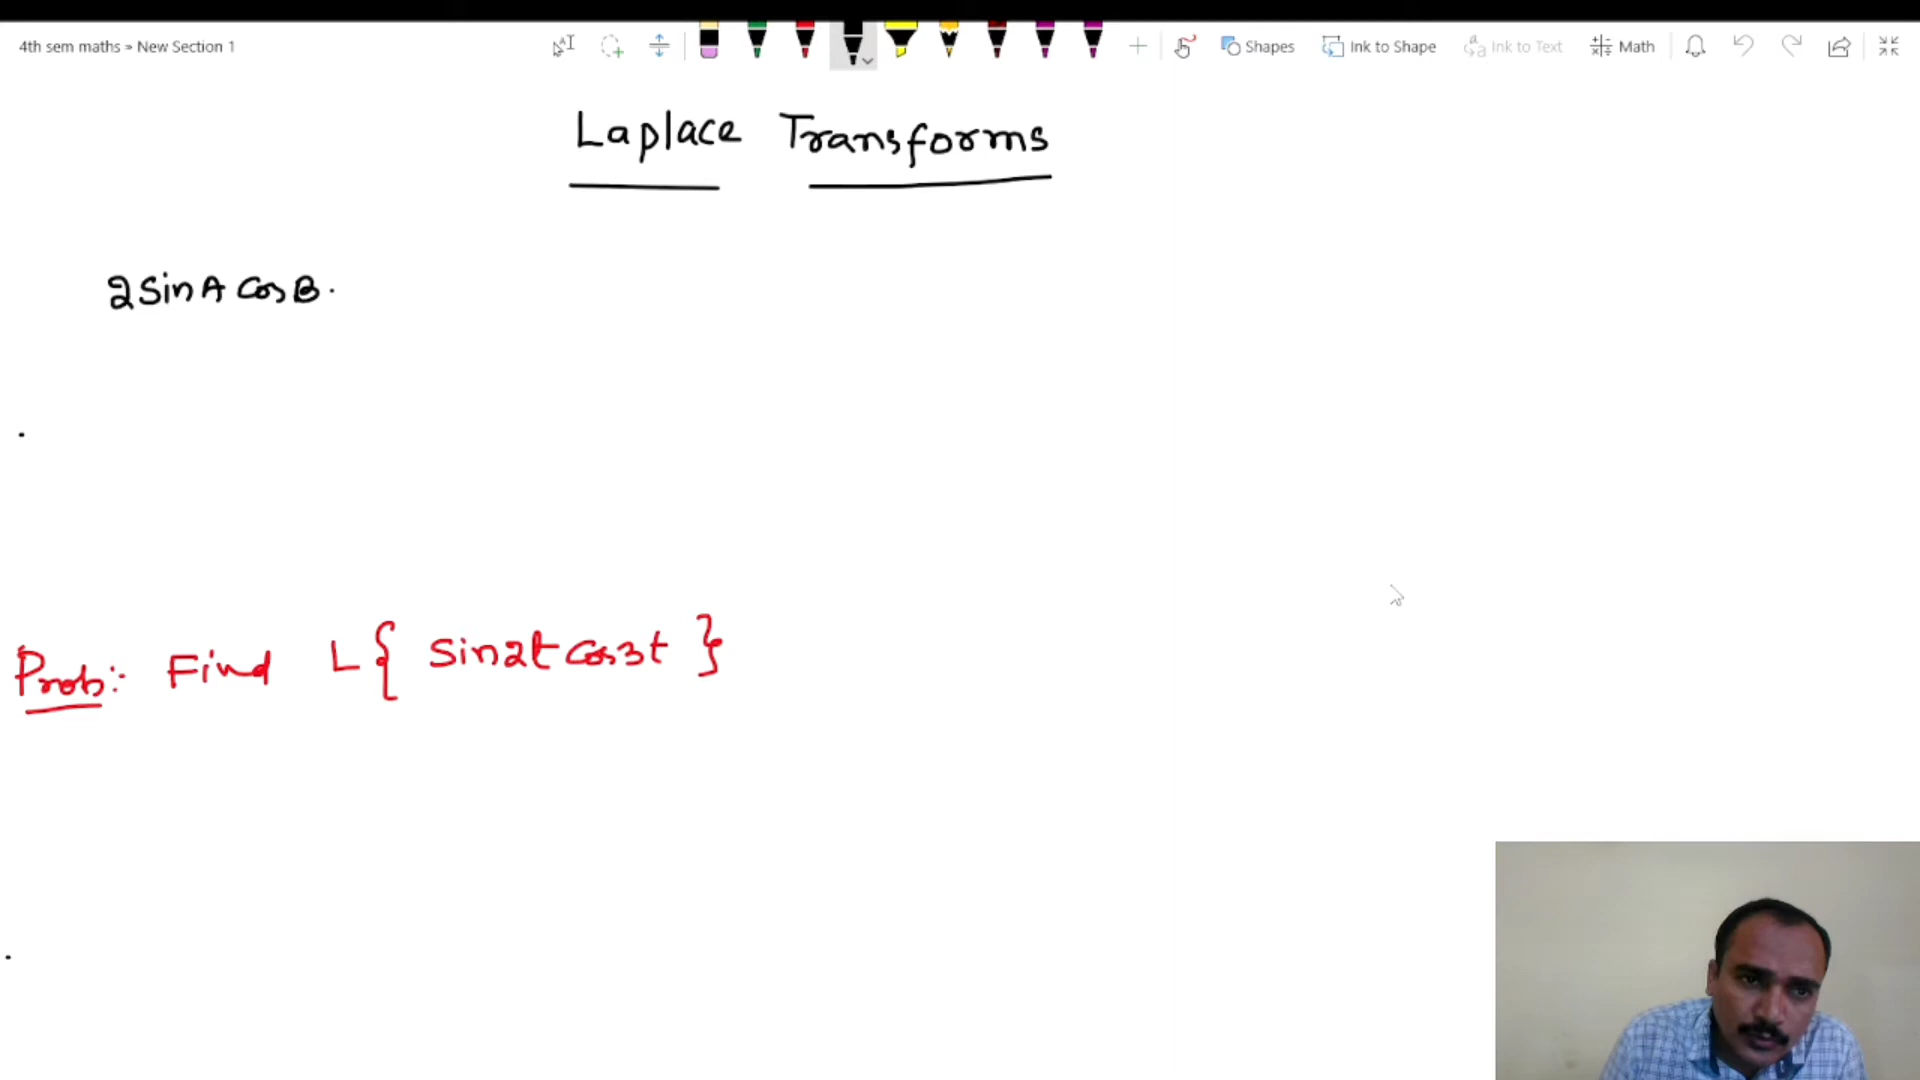 4th sem maths » New Section 1
Shapes Ink to Shape Ink to Text Math
Laplace Transforms
2 Sin A Cos B.
Prob:- Find L{ Sin2t Cos3t }